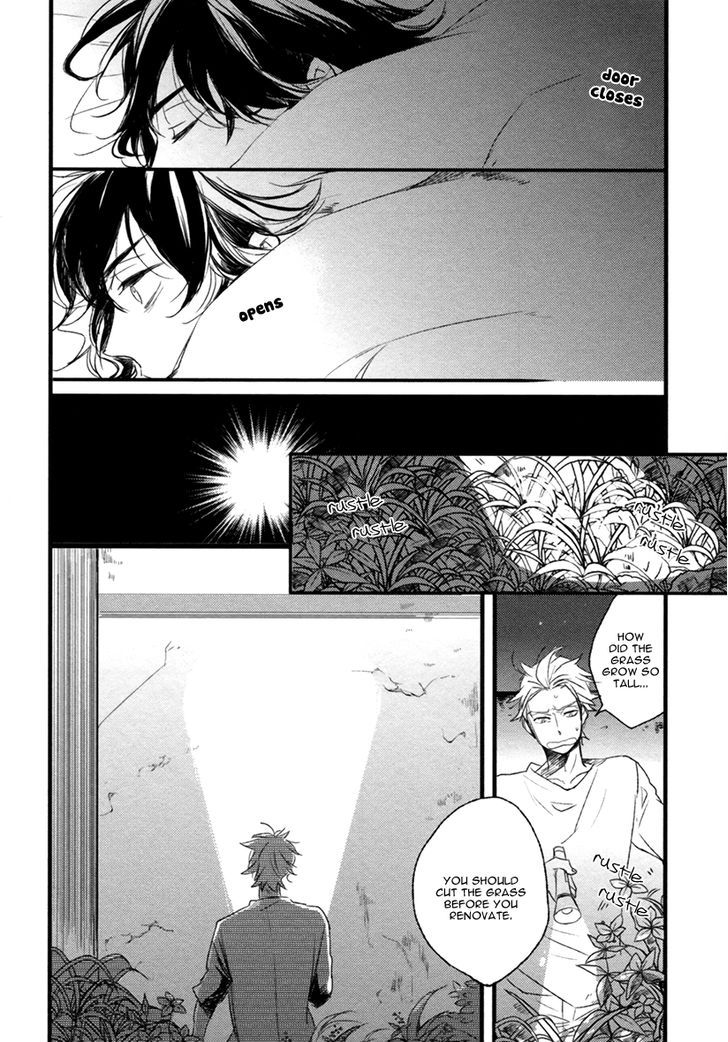 door
closes
opens
rustle
rustle
rustle
rustle
HOW
DID THE
GRASS
GROW SO
TALL...
rustle
rustle
YOU SHOULD
CUT THE GRASS
BEFORE YOU
RENOVATE.